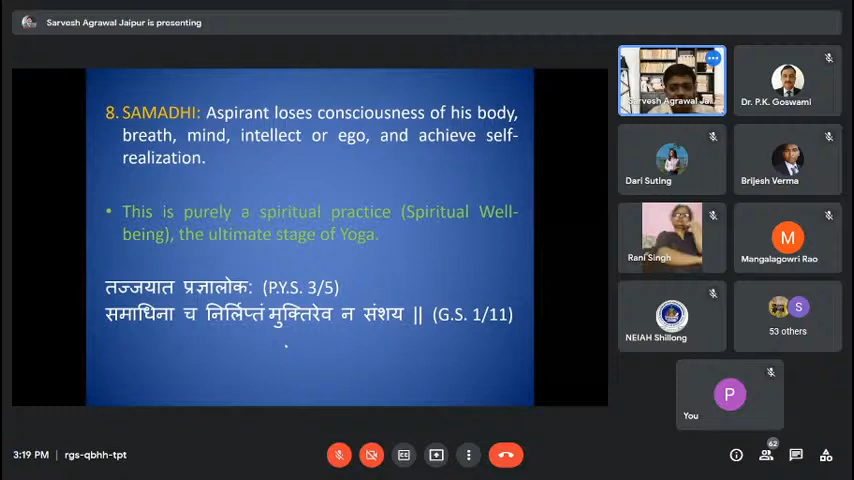 Sarvesh Agrawal Jaipur is presenting
8. SAMADHI: Aspirant loses consciousness of his body,
breath, mind, intellect or ego, and achieve self-
realization.
• This is purely a spiritual practice (Spiritual Well-
being), the ultimate stage of Yoga.
तज्जयात प्रज्ञालोक: (P.Y.S. 3/5)
समाधिना च निर्लिप्तं मुक्तिरेव न संशय || (G.S. 1/11)
Sarvesh Agrawal Jai...
Dr. P.K. Goswami
Dari Suting
Brijesh Verma
Rani Singh
M
Mangalagowri Rao
NEIAH Shillong
S
53 others
P
You
3:19 PM | rgs-qbhh-tpt
62